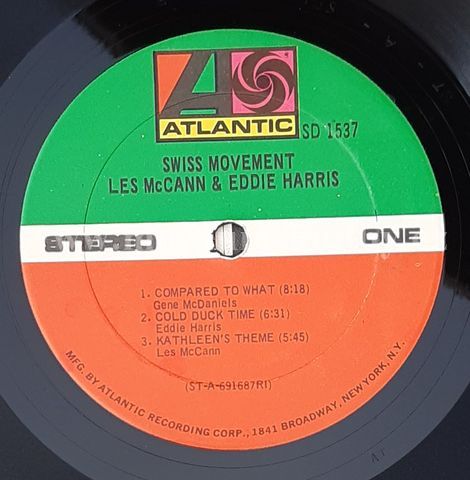 ATLANTIC
SD 1537
SWISS MOVEMENT
LES McCANN & EDDIE HARRIS
STEREO
ONE
1. COMPARED TO WHAT (8:18)
Gene McDaniels
2. COLD DUCK TIME (6:31)
Eddie Harris
3. KATHLEEN'S THEME (5:45)
Les McCann
(ST-A-691687RI)
MFG. BY ATLANTIC RECORDING CORP., 1841 BROADWAY, NEW YORK, N.Y.